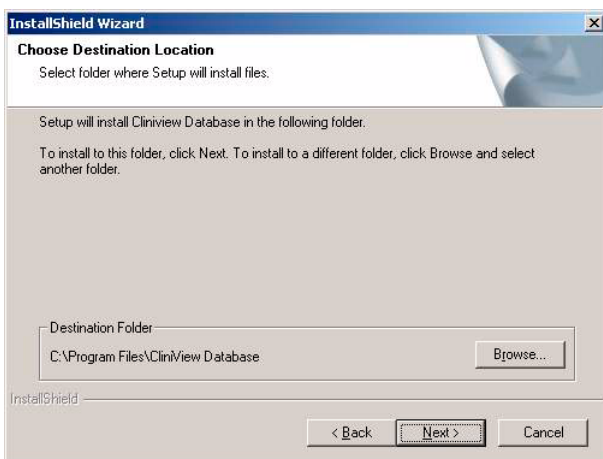 InstallShield Wizard
Choose Destination Location
Select folder where Setup will install files.
Setup will install Cliniview Database in the following folder.
To install to this folder, click Next. To install to a different folder, click Browse and select
another folder.
Destination Folder
C:\Program Files\CliniView Database
Browse...
InstallShield
< Back
Next >
Cancel